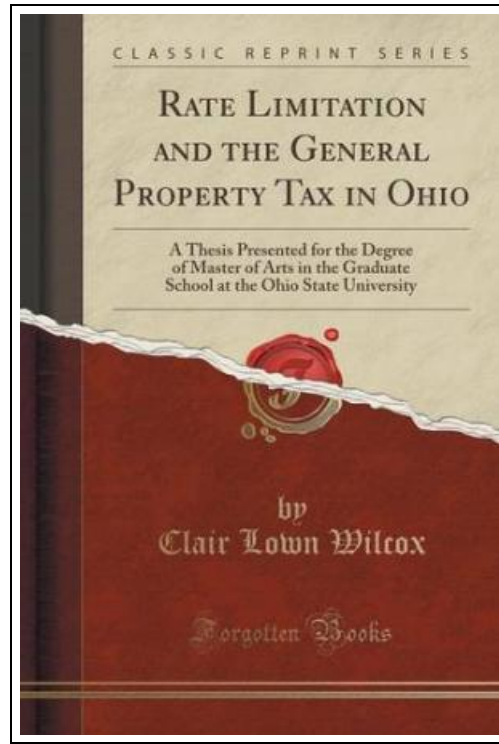 CLASSIC REPRINT SERIES
RATE LIMITATION
AND THE GENERAL
PROPERTY TAX IN OHIO
A Thesis Presented for the Degree
of Master of Arts in the Graduate
School at the Ohio State University
by
Clair Lown Wilcox
Forgotten Books